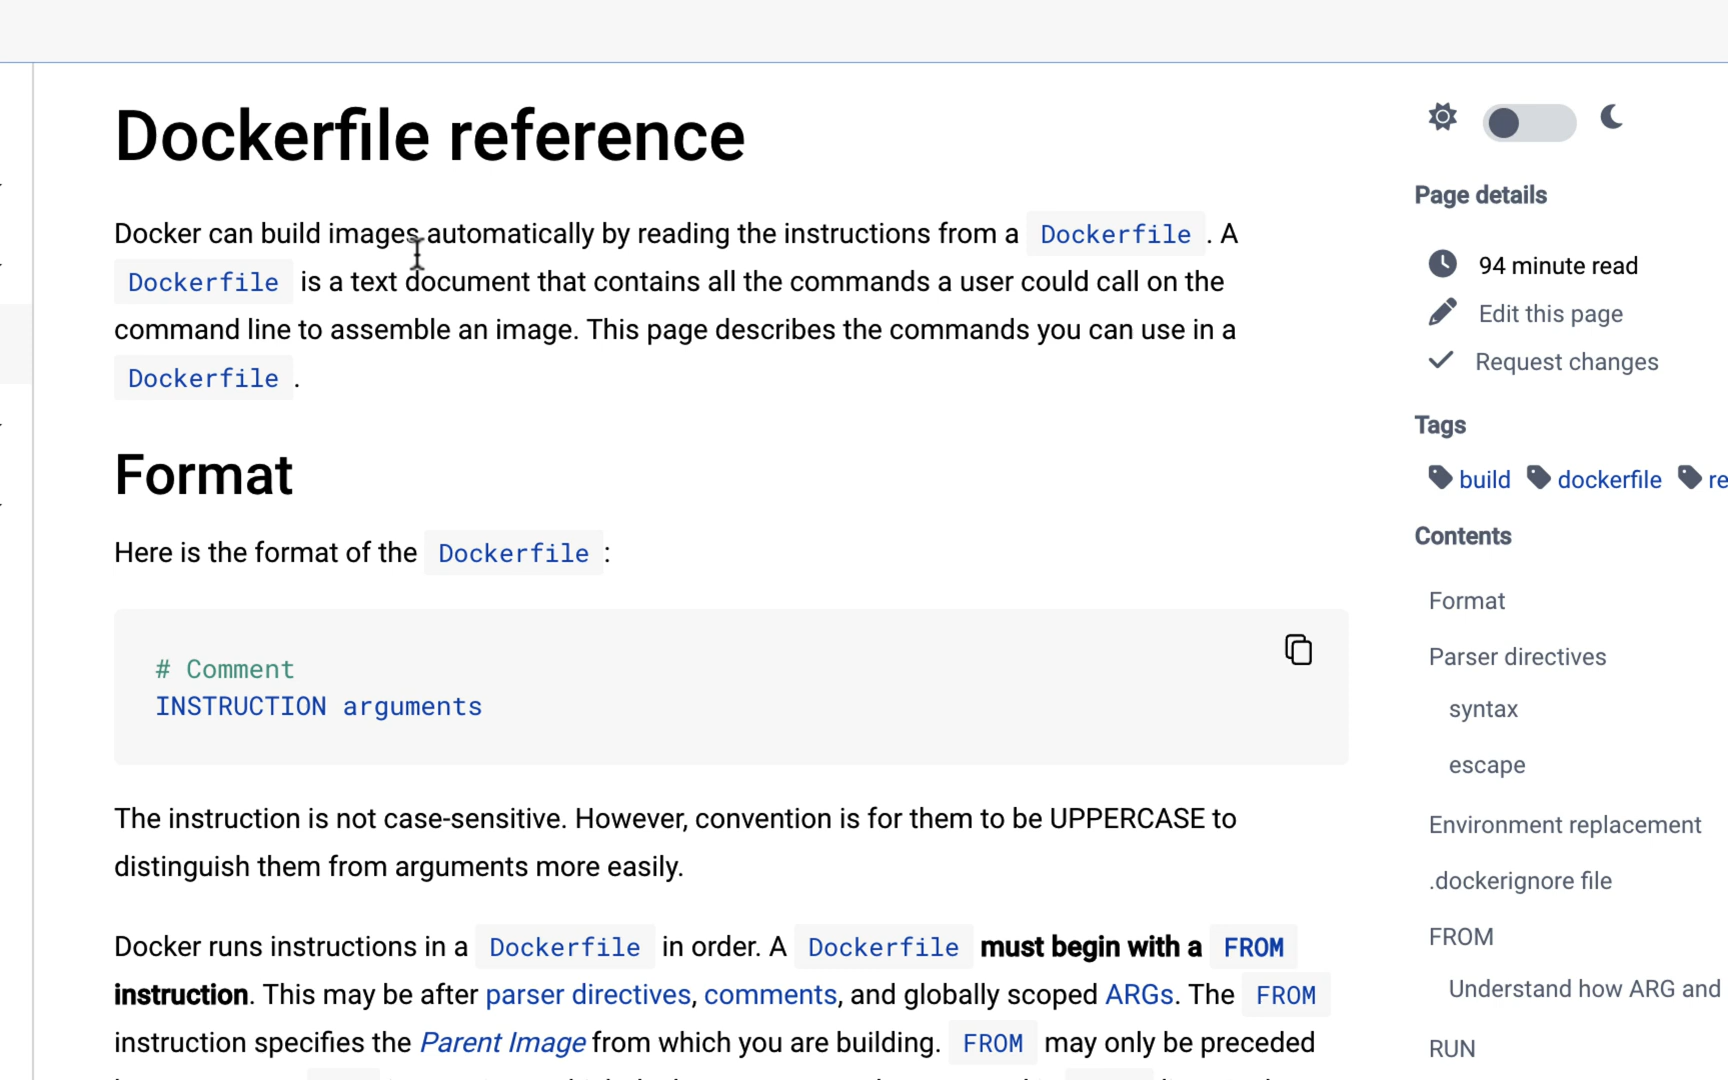 Dockerfile reference
Docker can build images automatically by reading the instructions from a Dockerfile . A
Dockerfile is a text document that contains all the commands a user could call on the
command line to assemble an image. This page describes the commands you can use in a
Dockerfile .
Format
Here is the format of the Dockerfile :
# Comment
INSTRUCTION arguments
The instruction is not case-sensitive. However, convention is for them to be UPPERCASE to
distinguish them from arguments more easily.
Docker runs instructions in a Dockerfile in order. A Dockerfile must begin with a FROM
instruction. This may be after parser directives, comments, and globally scoped ARGs. The FROM
instruction specifies the Parent Image from which you are building. FROM may only be preceded
Page details
94 minute read
Edit this page
Request changes
Tags
build dockerfile re
Contents
Format
Parser directives
syntax
escape
Environment replacement
.dockerignore file
FROM
Understand how ARG and
RUN